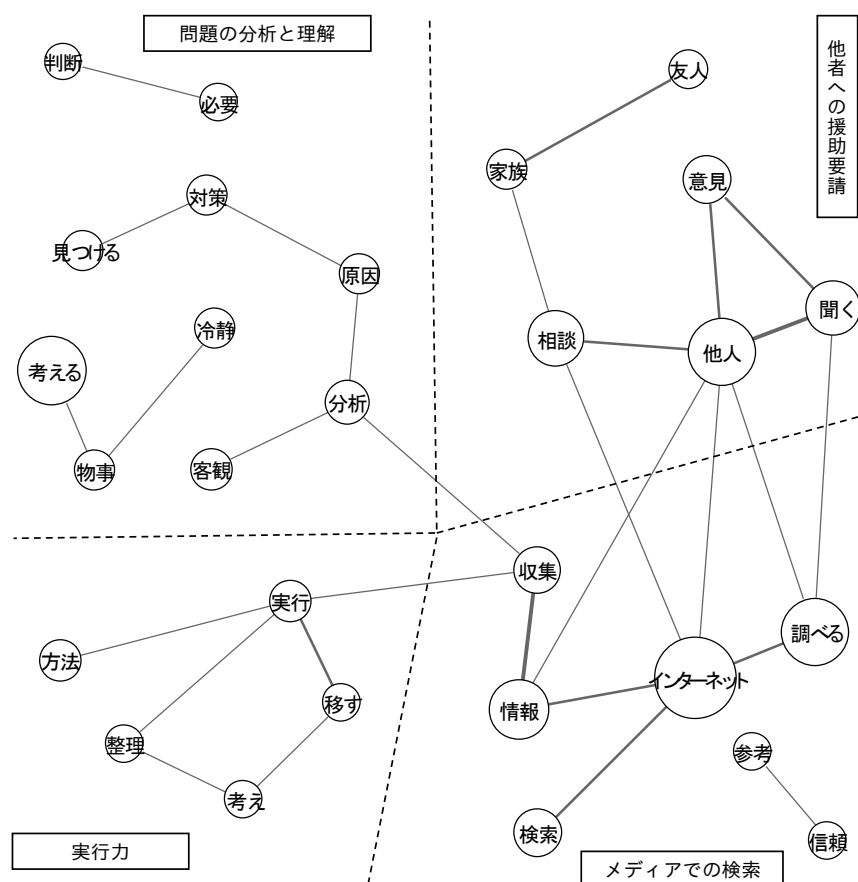 問題の分析と理解
判断
必要
対策
見つける
原因
冷静
考える
分析
物事
客観
他者への援助要請
友人
家族
意見
聞く
相談
他人
実行
方法
移す
整理
考え
実行力
収集
調べる
インターネット
情報
参考
検索
信頼
メディアでの検索